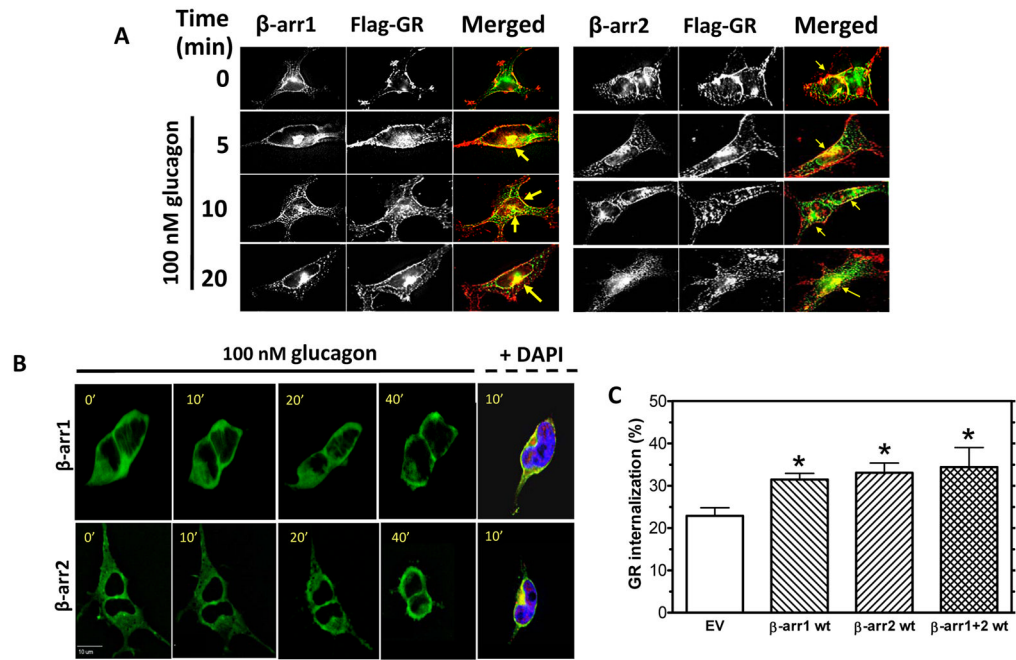 A
Time
(min)
β-arr1
Flag-GR
Merged
β-arr2
Flag-GR
Merged
0
5
10
20
100 nM glucagon
B
100 nM glucagon
+ DAPI
β-arr1
0’
10’
20’
40’
10’
β-arr2
0’
10’
20’
40’
10’
10 um
C
GR internalization (%)
50
40
30
20
10
0
*
*
*
EV
β-arr1 wt
β-arr2 wt
β-arr1+2 wt